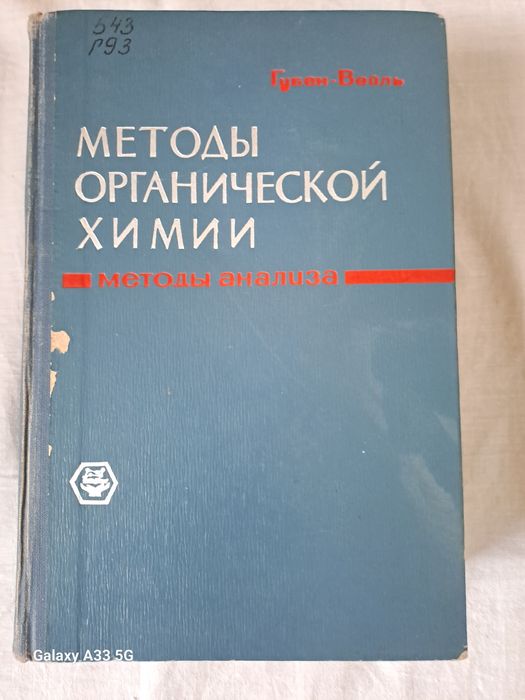 543
Г93
Губен-Вейль
МЕТОДЫ
ОРГАНИЧЕСКОЙ
ХИМИИ
методы анализа
Galaxy A33 5G